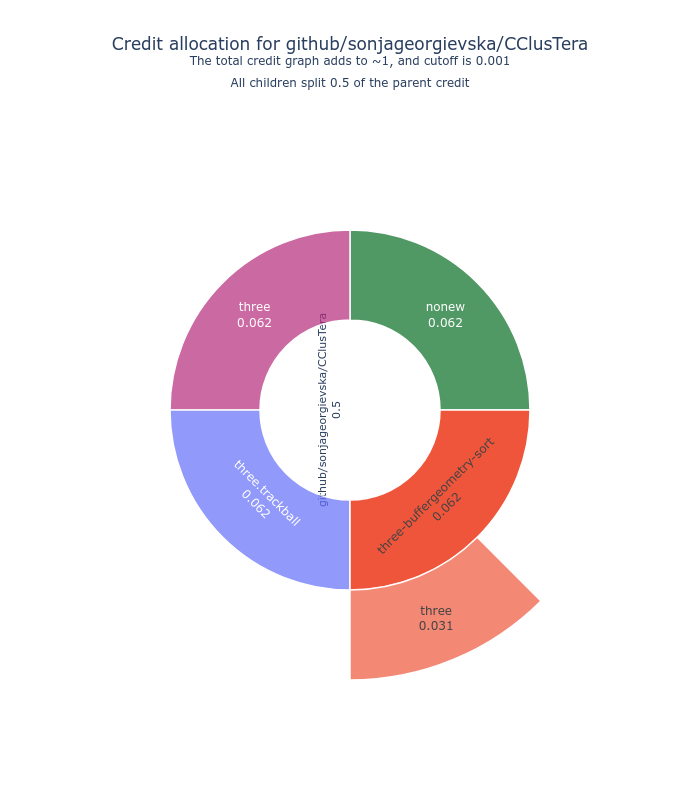 Credit allocation for github/sonjageorgievska/CClusTera
The total credit graph adds to ~1, and cutoff is 0.001
All children split 0.5 of the parent credit
three
0.062
nonew
0.062
github/sonjageorgievska/CClusTera
0.5
three.trackball
0.062
three-buffergeometry-sort
0.062
three
0.031